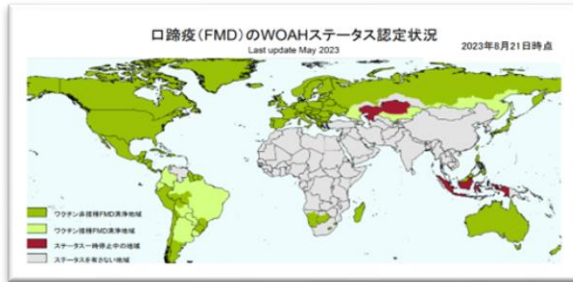 口蹄疫(FMD)のWOAHステータス認定状況
Last update May 2023
2023年8月21日時点
ワクチン非接種FMD清浄地域
ワクチン接種FMD清浄地域
ステータス一時停止中の地域
ステータスを有さない地域